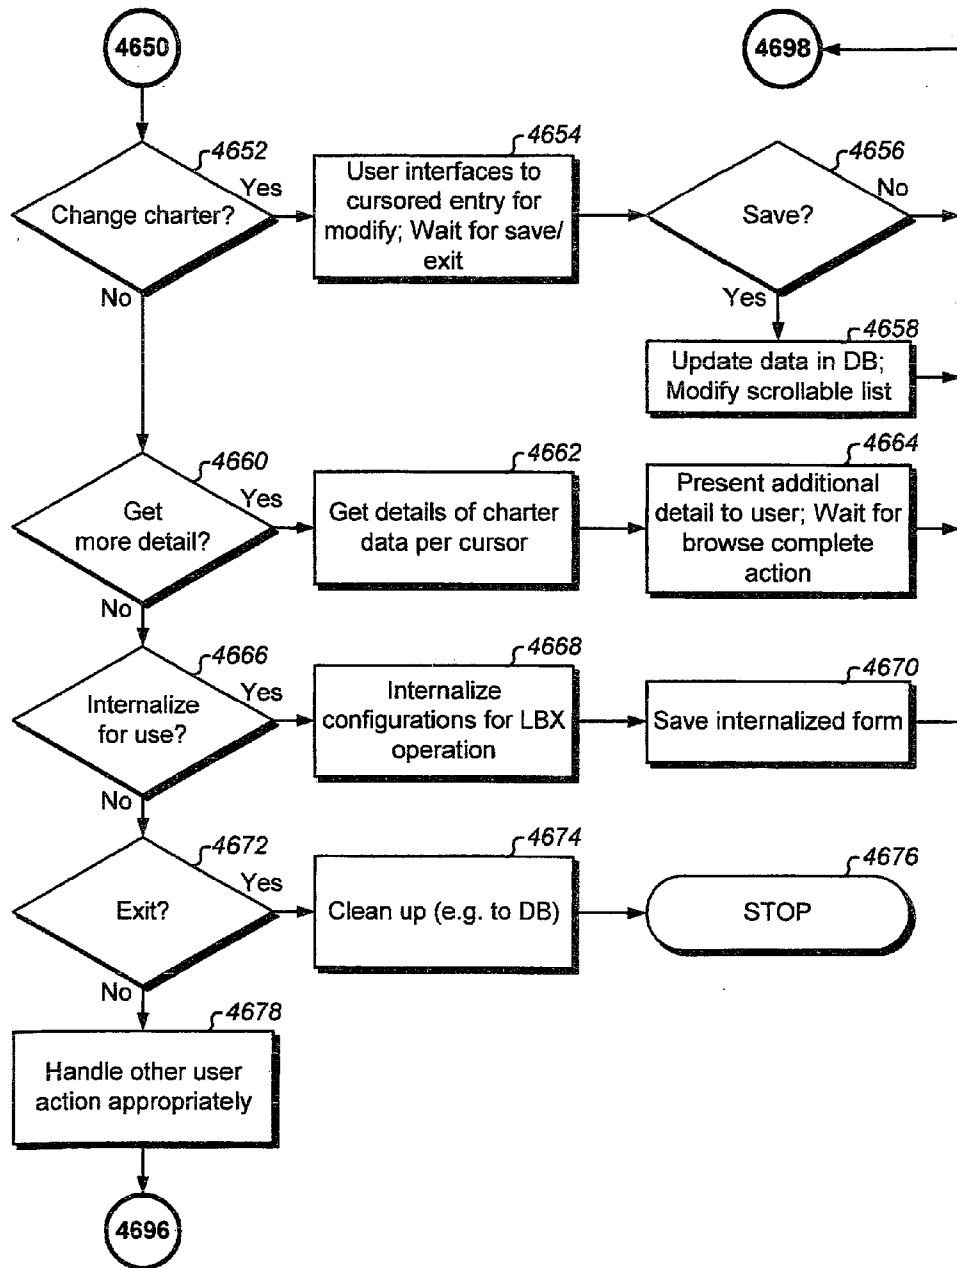 4650
4698
4652
Change charter?
Yes
No
4654
User interfaces to
cursored entry for
modify; Wait for save/
exit
4656
Save?
No
Yes
4658
Update data in DB;
Modify scrollable list
4660
Get
more detail?
Yes
No
4662
Get details of charter
data per cursor
4664
Present additional
detail to user; Wait for
browse complete
action
4666
Internalize
for use?
Yes
No
4668
Internalize
configurations for LBX
operation
4670
Save internalized form
4672
Exit?
Yes
No
4674
Clean up (e.g. to DB)
4676
STOP
4678
Handle other user
action appropriately
4696